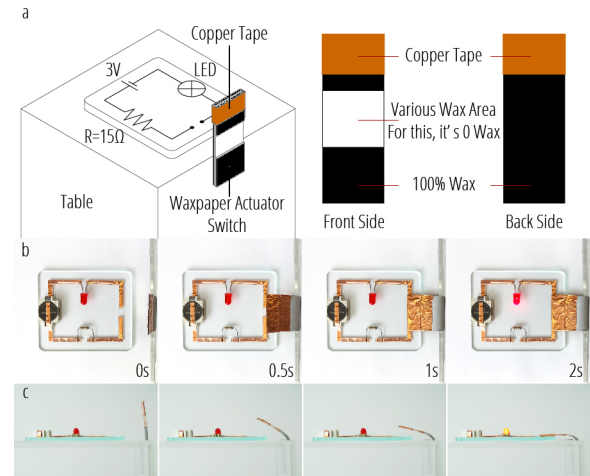 a
Copper Tape
3V
LED
R=15Ω
Table
Waxpaper Actuator
Switch
Copper Tape
Various Wax Area
For this, it' s 0 Wax
100% Wax
Front Side
Back Side
b
0s
0.5s
1s
2s
c